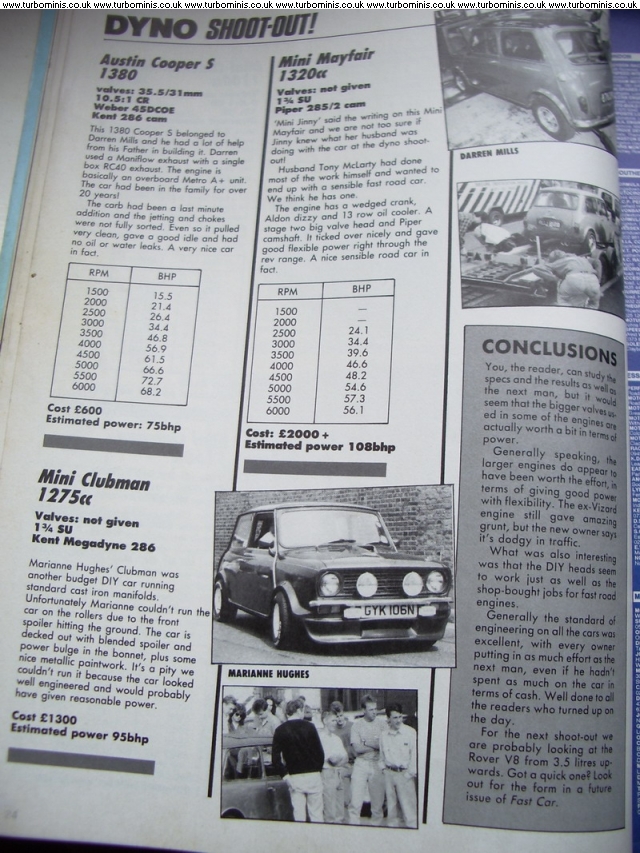 www.turbominis.co.uk www.turbominis.co.uk www.turbominis.co.uk www.turbominis.co.uk www.turbominis.co.uk www.turbominis.co.uk
DYNO SHOOT-OUT!
Austin Cooper S
1380
valves: 35.5/31mm
10.5:1 CR
Weber 45DCOE
Kent 286 cam
This 1380 Cooper S belonged to
Darren Mills and he had a lot of help
from his Father in building it. Darren
used a Maniflow exhaust with a single
box RC40 exhaust. The engine is
basically an overboard Metro A+ unit.
The car had been in the family for over
20 years!
The carb had been a last minute
addition and the jetting and chokes
were not fully sorted. Even so it pulled
very clean, gave a good idle and had
no oil or water leaks. A very nice car
in fact.
RPM BHP
1500 15.5
2000 21.4
2500 26.4
3000 34.4
3500 46.8
4000 56.9
4500 61.5
5000 66.6
5500 72.7
6000 68.2
Cost £600
Estimated power: 75bhp
Mini Clubman
1275cc
Valves: not given
1¾ SU
Kent Megadyne 286
Marianne Hughes' Clubman was
another budget DIY car running
standard cast iron manifolds.
Unfortunately Marianne couldn't run the
car on the rollers due to the front
spoiler hitting the ground. The car is
decked out with blended spoiler and
power bulge in the bonnet, plus some
nice metallic paintwork. It's a pity we
couldn't run it because the car looked
well engineered and would probably
have given reasonable power.
Cost £1300
Estimated power 95bhp
Mini Mayfair
1320cc
Valves: not given
1¾ SU
Piper 285/2 cam
'Mini Jinny' said the writing on this Mini
Mayfair and we are not too sure if
Jinny knew what her husband was
doing with the car at the dyno shoot-
out!
Husband Tony McLarty had done
most of the work himself and wanted to
end up with a sensible fast road car.
We think he has one.
The engine has a wedged crank,
Aldon dizzy and 13 row oil cooler. A
stage two big valve head and Piper
camshaft. It ticked over nicely and gave
good flexible power right through the
rev range. A nice sensible road car in
fact.
RPM BHP
1500 —
2000 —
2500 24.1
3000 34.4
3500 39.6
4000 46.6
4500 48.2
5000 54.6
5500 57.3
6000 56.1
Cost: £2000 +
Estimated power 108bhp
GYK 106N
MARIANNE HUGHES
DARREN MILLS
CONCLUSIONS
You, the reader, can study the
specs and the results as well as
the next man, but it would
seem that the bigger valves us-
ed in some of the engines are
actually worth a bit in terms of
power.
Generally speaking, the
larger engines do appear to
have been worth the effort, in
terms of giving good power
with flexibility. The ex-Vizard
engine still gave amazing
grunt, but the new owner says
it's dodgy in traffic.
What was also interesting
was that the DIY heads seem
to work just as well as the
shop-bought jobs for fast road
engines.
Generally the standard of
engineering on all the cars was
excellent, with every owner
putting in as much effort as the
next man, even if he hadn't
spent as much on the car in
terms of cash. Well done to all
the readers who turned up on
the day.
For the next shoot-out we
are probably looking at the
Rover V8 from 3.5 litres up-
wards. Got a quick one? Look
out for the form in a future
issue of Fast Car.